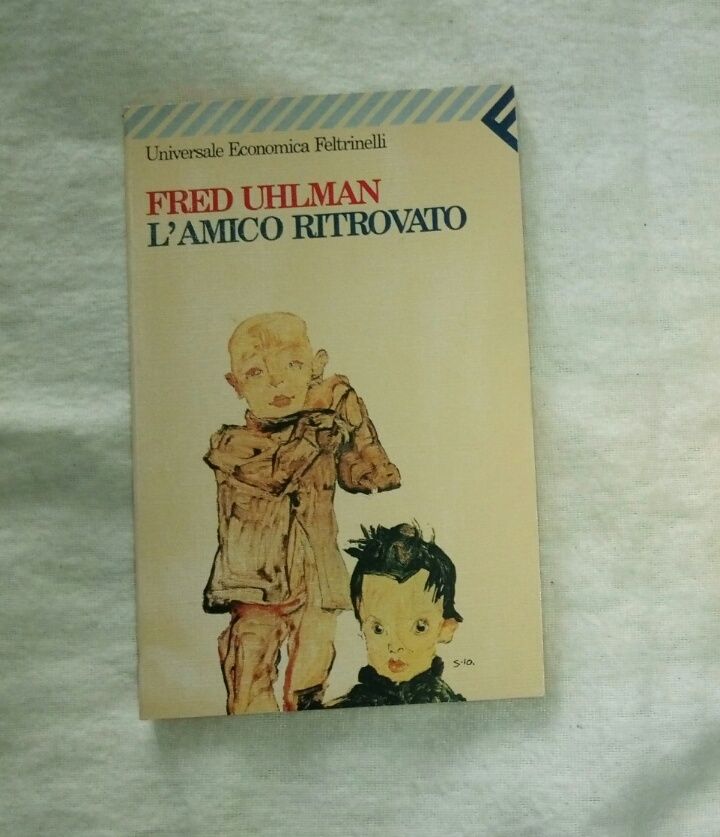 Universale Economica Feltrinelli
FRED UHLMAN
L'AMICO RITROVATO
S·10.